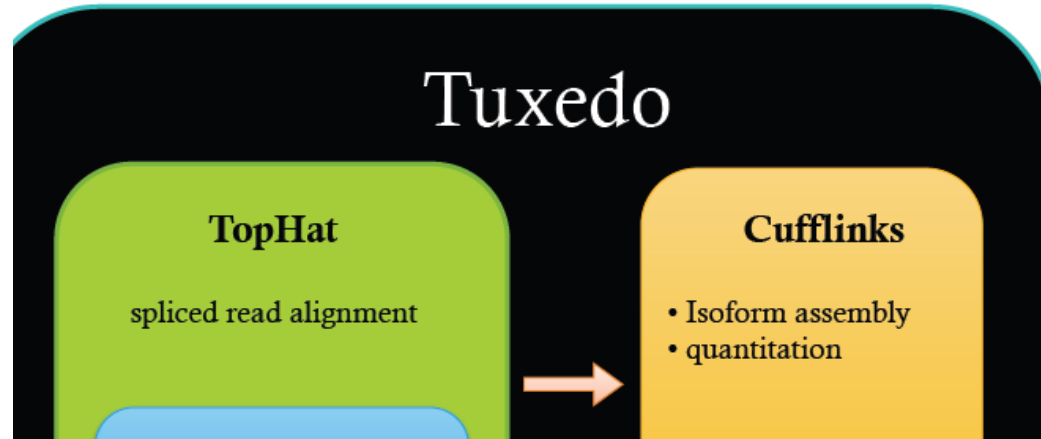 Tuxedo
TopHat
spliced read alignment
Cufflinks
• Isoform assembly
• quantitation